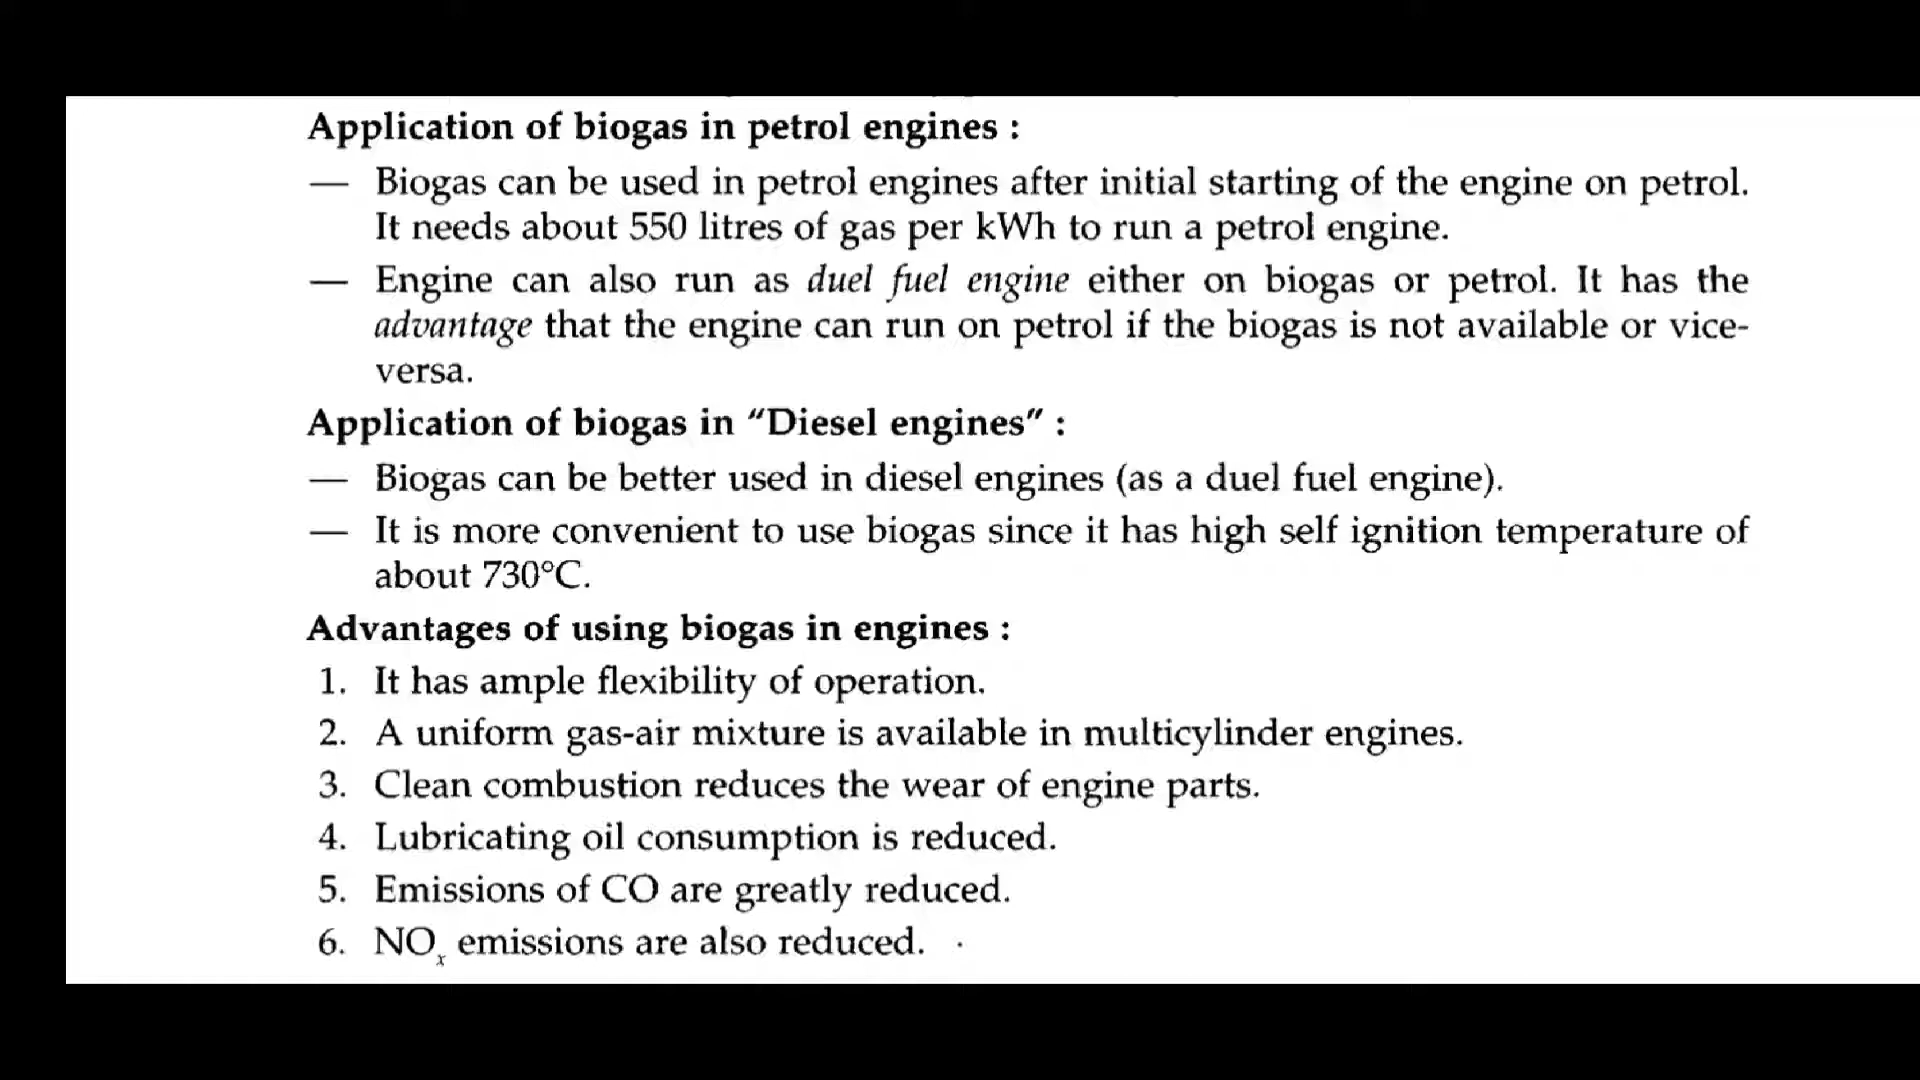 Application of biogas in petrol engines :
— Biogas can be used in petrol engines after initial starting of the engine on petrol.
It needs about 550 litres of gas per kWh to run a petrol engine.
— Engine can also run as duel fuel engine either on biogas or petrol. It has the
advantage that the engine can run on petrol if the biogas is not available or vice-
versa.
Application of biogas in “Diesel engines” :
— Biogas can be better used in diesel engines (as a duel fuel engine).
— It is more convenient to use biogas since it has high self ignition temperature of
about 730°C.
Advantages of using biogas in engines :
1. It has ample flexibility of operation.
2. A uniform gas-air mixture is available in multicylinder engines.
3. Clean combustion reduces the wear of engine parts.
4. Lubricating oil consumption is reduced.
5. Emissions of CO are greatly reduced.
6. NOₓ emissions are also reduced.